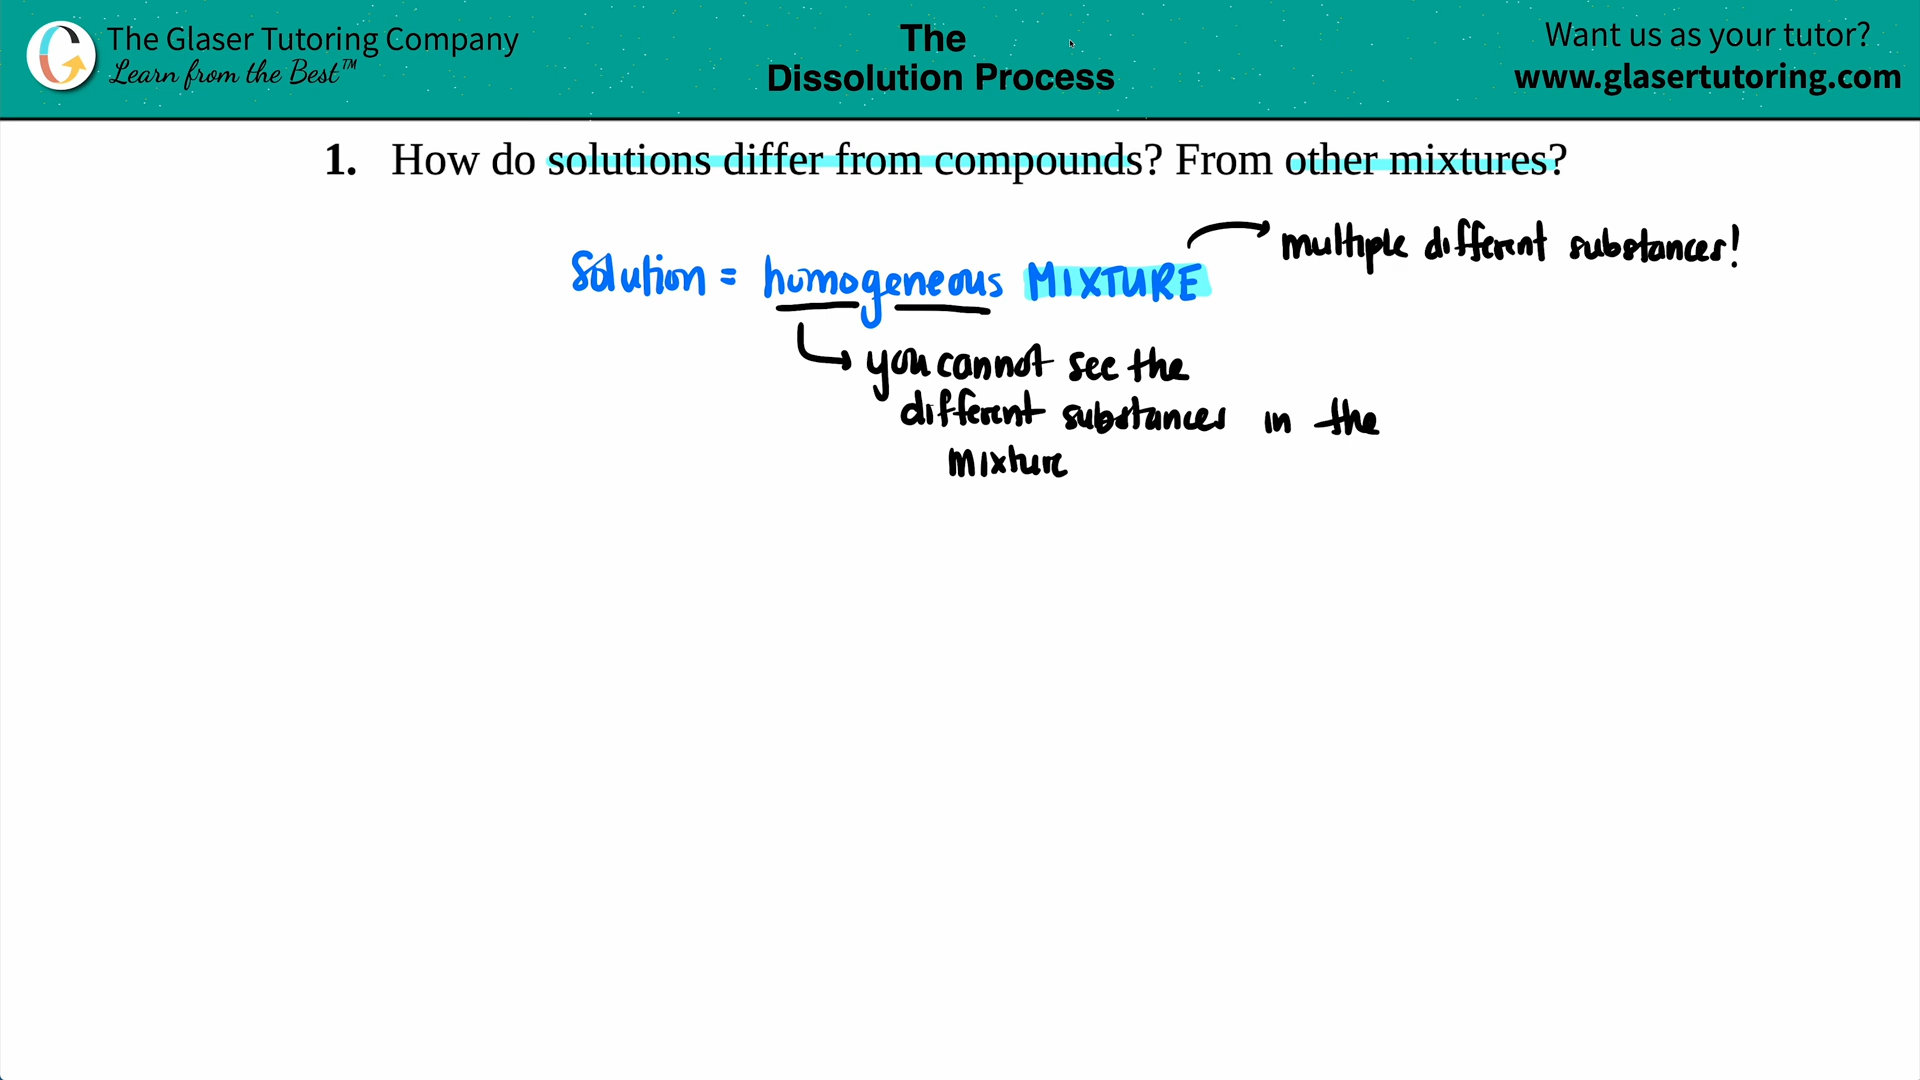 The Glaser Tutoring Company
Learn from the Best™
The
Dissolution Process
Want us as your tutor?
www.glasertutoring.com
1. How do solutions differ from compounds? From other mixtures?
multiple different substances!
Solution = homogeneous MIXTURE
you cannot see the
different substances in the
mixture